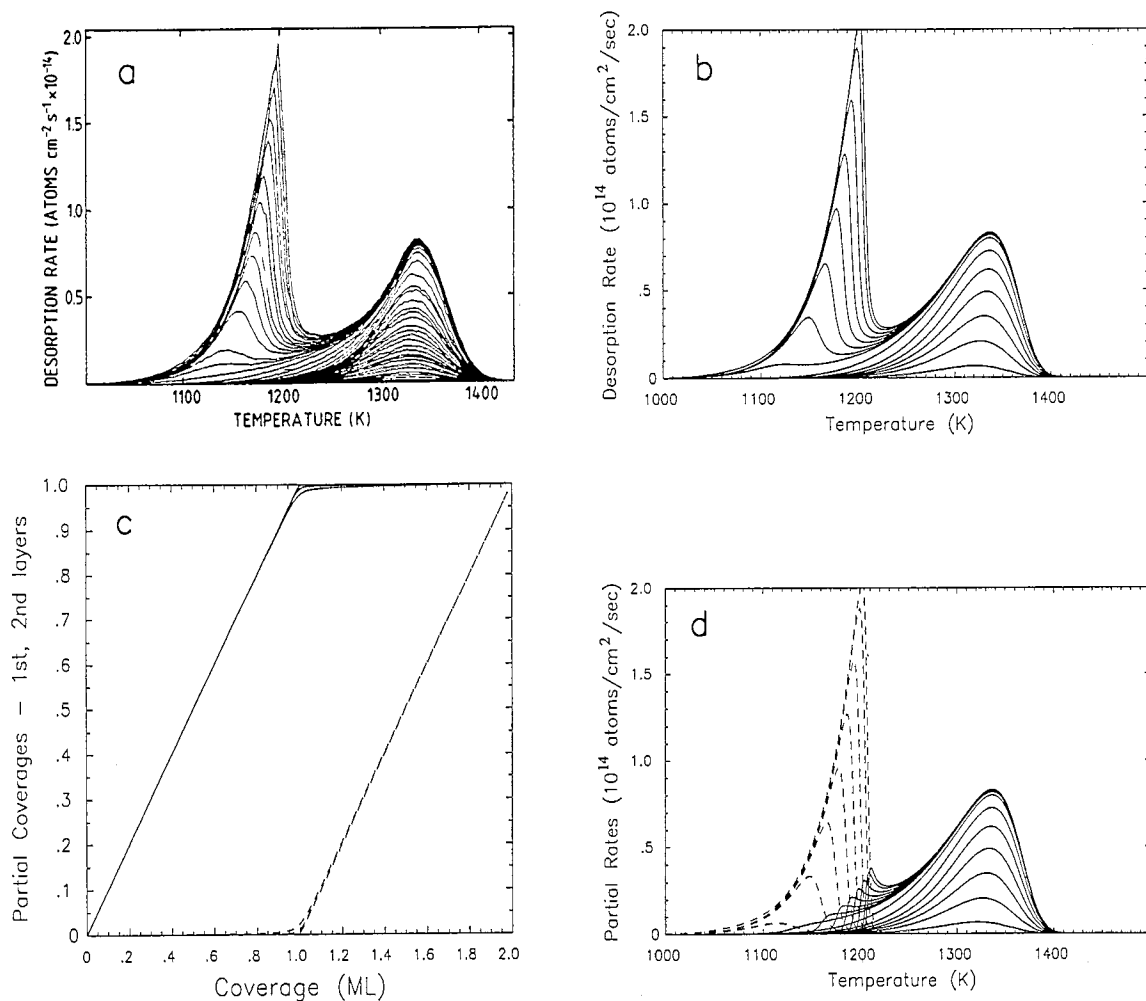 a
DESORPTION RATE (ATOMS cm⁻² s⁻¹ x10⁻¹⁴)
2.0
1.5
1.0
0.5
1100 1200 1300 1400
TEMPERATURE (K)
b
Desorption Rate (10¹⁴ atoms/cm²/sec)
2.0
1.5
1.0
.5
0
1000 1100 1200 1300 1400
Temperature (K)
c
Partial Coverages – 1st, 2nd layers
1.0
.9
.8
.7
.6
.5
.4
.3
.2
.1
0
0 .2 .4 .6 .8 1.0 1.2 1.4 1.6 1.8 2.0
Coverage (ML)
d
Partial Rates (10¹⁴ atoms/cm²/sec)
2.0
1.5
1.0
.5
0
1000 1100 1200 1300 1400
Temperature (K)